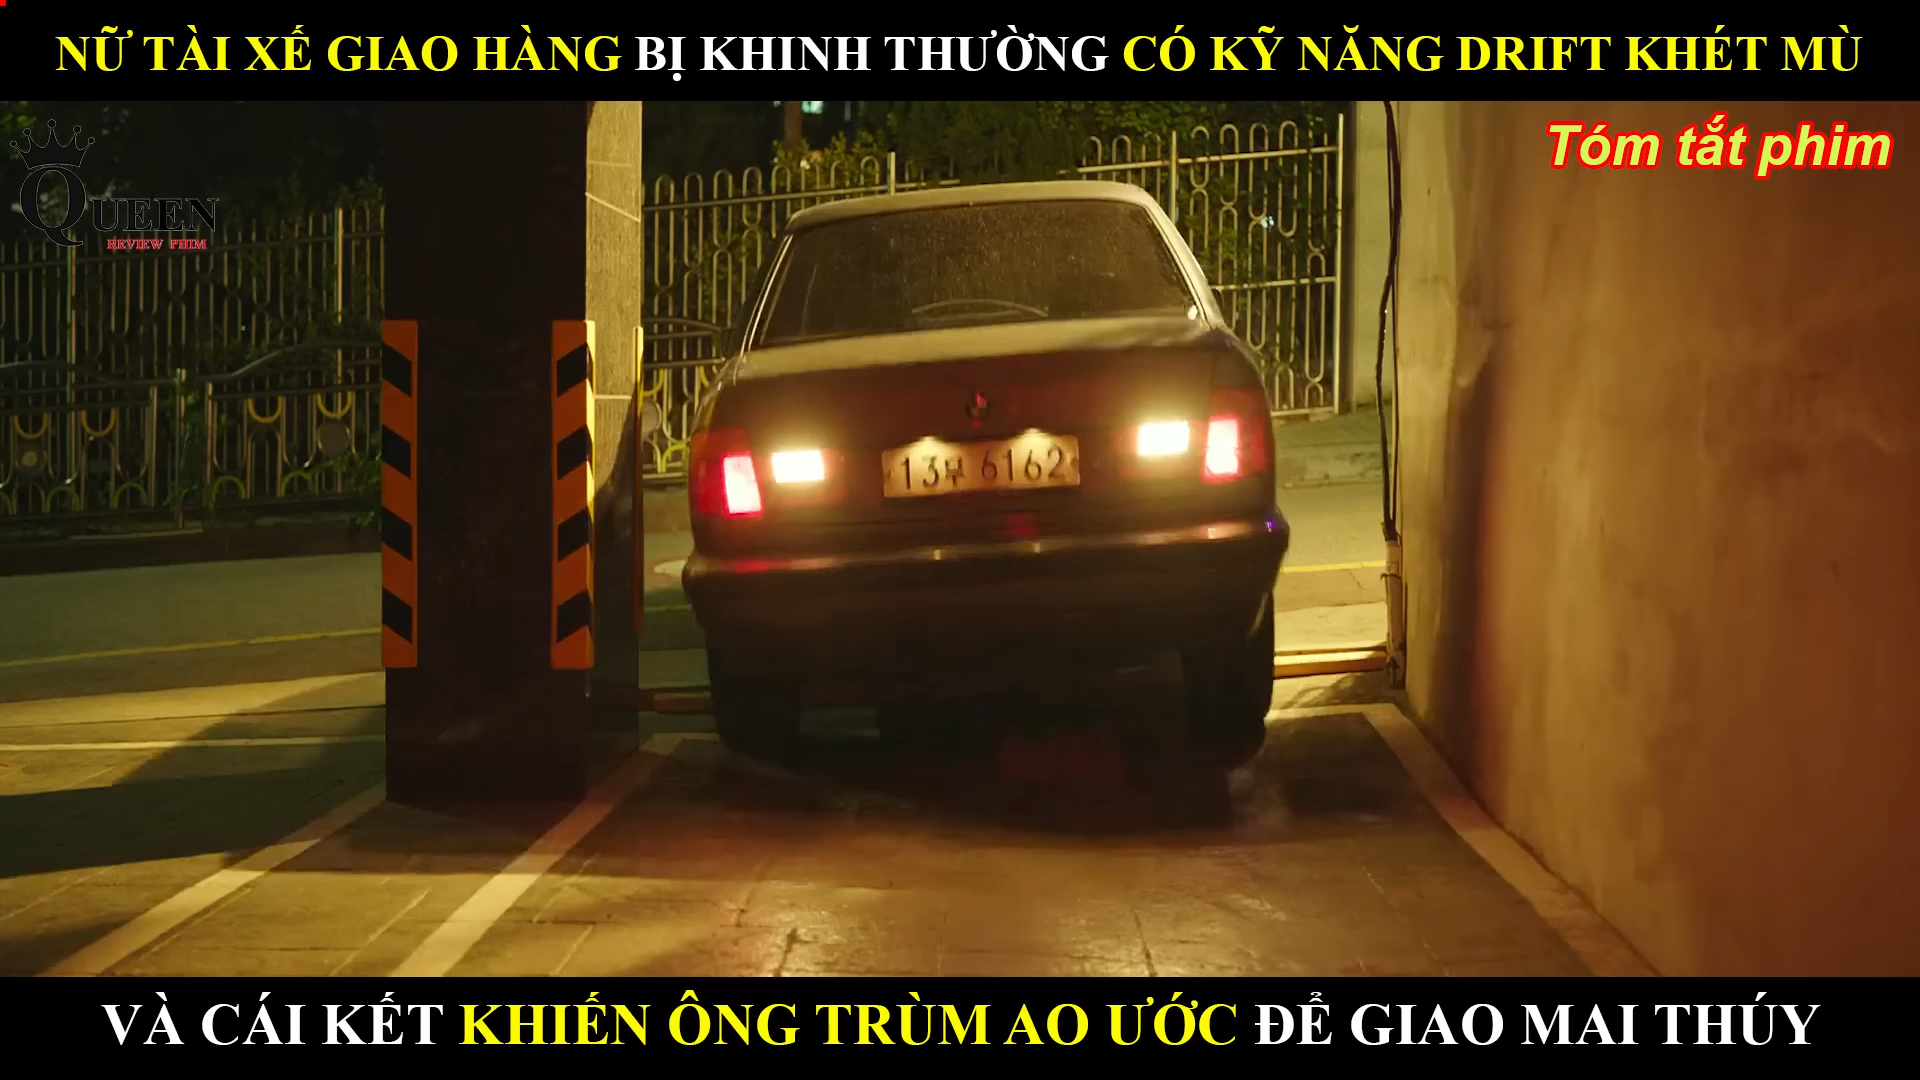 NỮ TÀI XẾ GIAO HÀNG BỊ KHINH THƯỜNG CÓ KỸ NĂNG DRIFT KHÉT MÙ
Tóm tắt phim
QUEEN
REVIEW PHIM
13부 6162
VÀ CÁI KẾT KHIẾN ÔNG TRÙM AO ƯỚC ĐỂ GIAO MAI THÚY